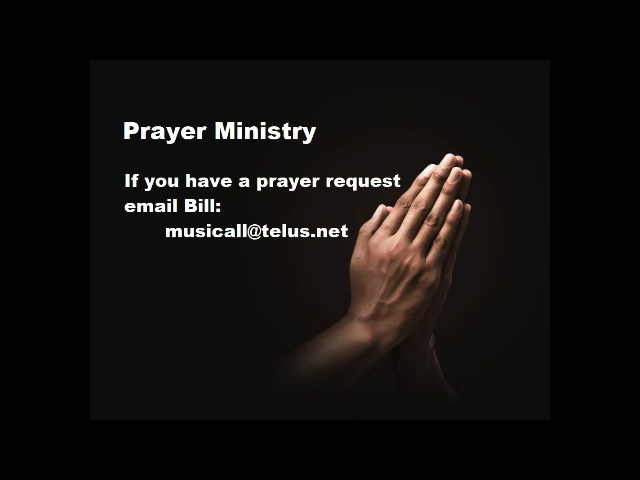 Prayer Ministry
If you have a prayer request
email Bill:
musicall@telus.net